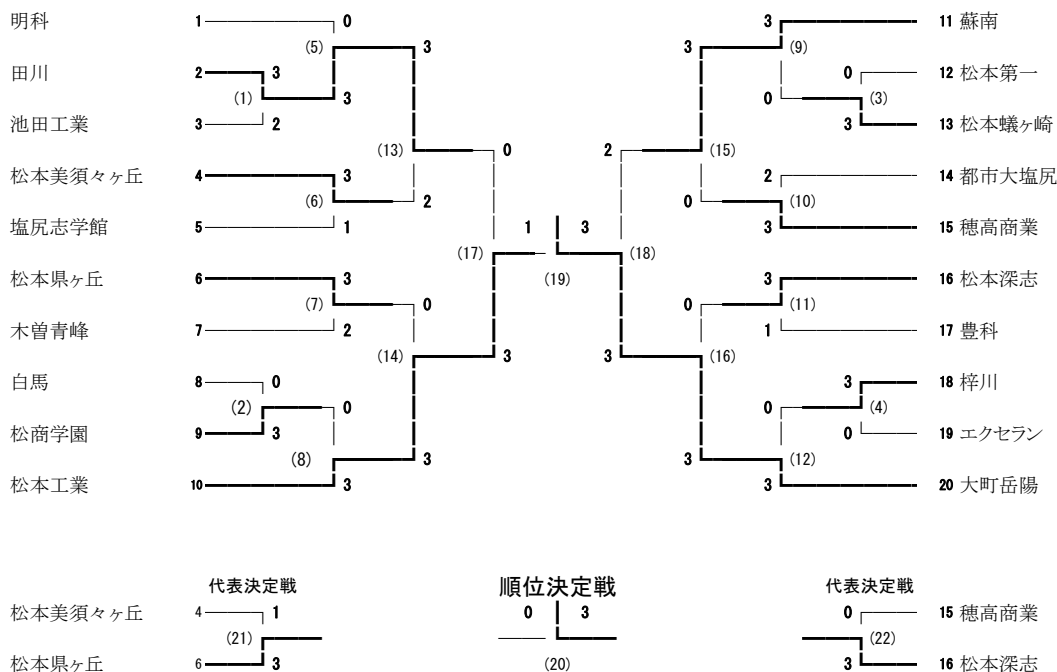 明科 1 0 3 11 蘇南
(5) 3 3 (9)
田川 2 3 0 12 松本第一
(1) 3 0 (3)
池田工業 3 2 3 13 松本蟻ヶ崎
(13) 0 2 (15)
松本美須々ヶ丘 4 3 2 14 都市大塩尻
(6) 2 0 (10)
塩尻志学館 5 1 3 15 穂高商業
1 3
(17) (18)
(19)
松本県ヶ丘 6 3 3 16 松本深志
(7) 0 0 (11)
木曽青峰 7 2 1 17 豊科
(14) 3 3 (16)
白馬 8 0 3 18 梓川
(2) 0 0 (4)
松商学園 9 3 0 19 エクセラン
(8) 3 3 (12)
松本工業 10 3 3 20 大町岳陽
代表決定戦 順位決定戦 代表決定戦
松本美須々ヶ丘 4 1 0 3 0 15 穂高商業
(21) (22)
松本県ヶ丘 6 3 (20) 3 16 松本深志